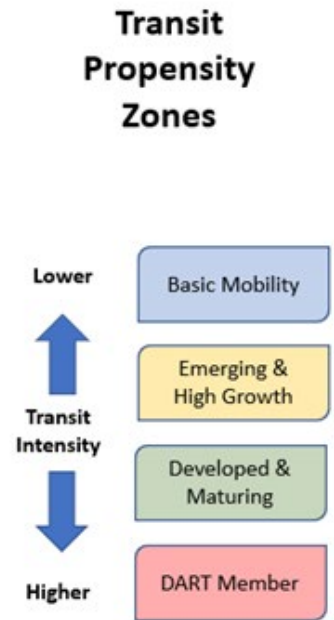 Transit
Propensity
Zones
Lower
Basic Mobility
Emerging &
High Growth
Transit
Intensity
Developed &
Maturing
Higher
DART Member